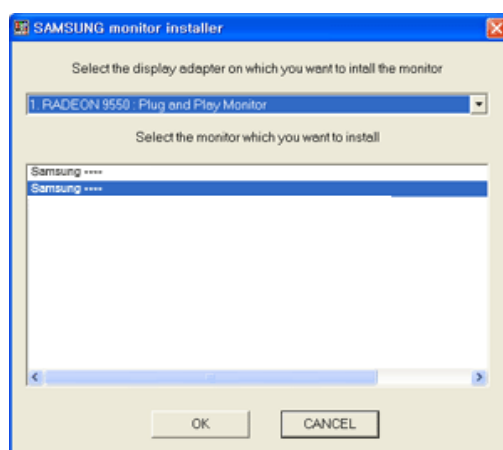 SAMSUNG monitor installer
Select the display adapter on which you want to intall the monitor
1. RADEON 9550 : Plug and Play Monitor
Select the monitor which you want to install
Samsung ----
Samsung ----
OK
CANCEL